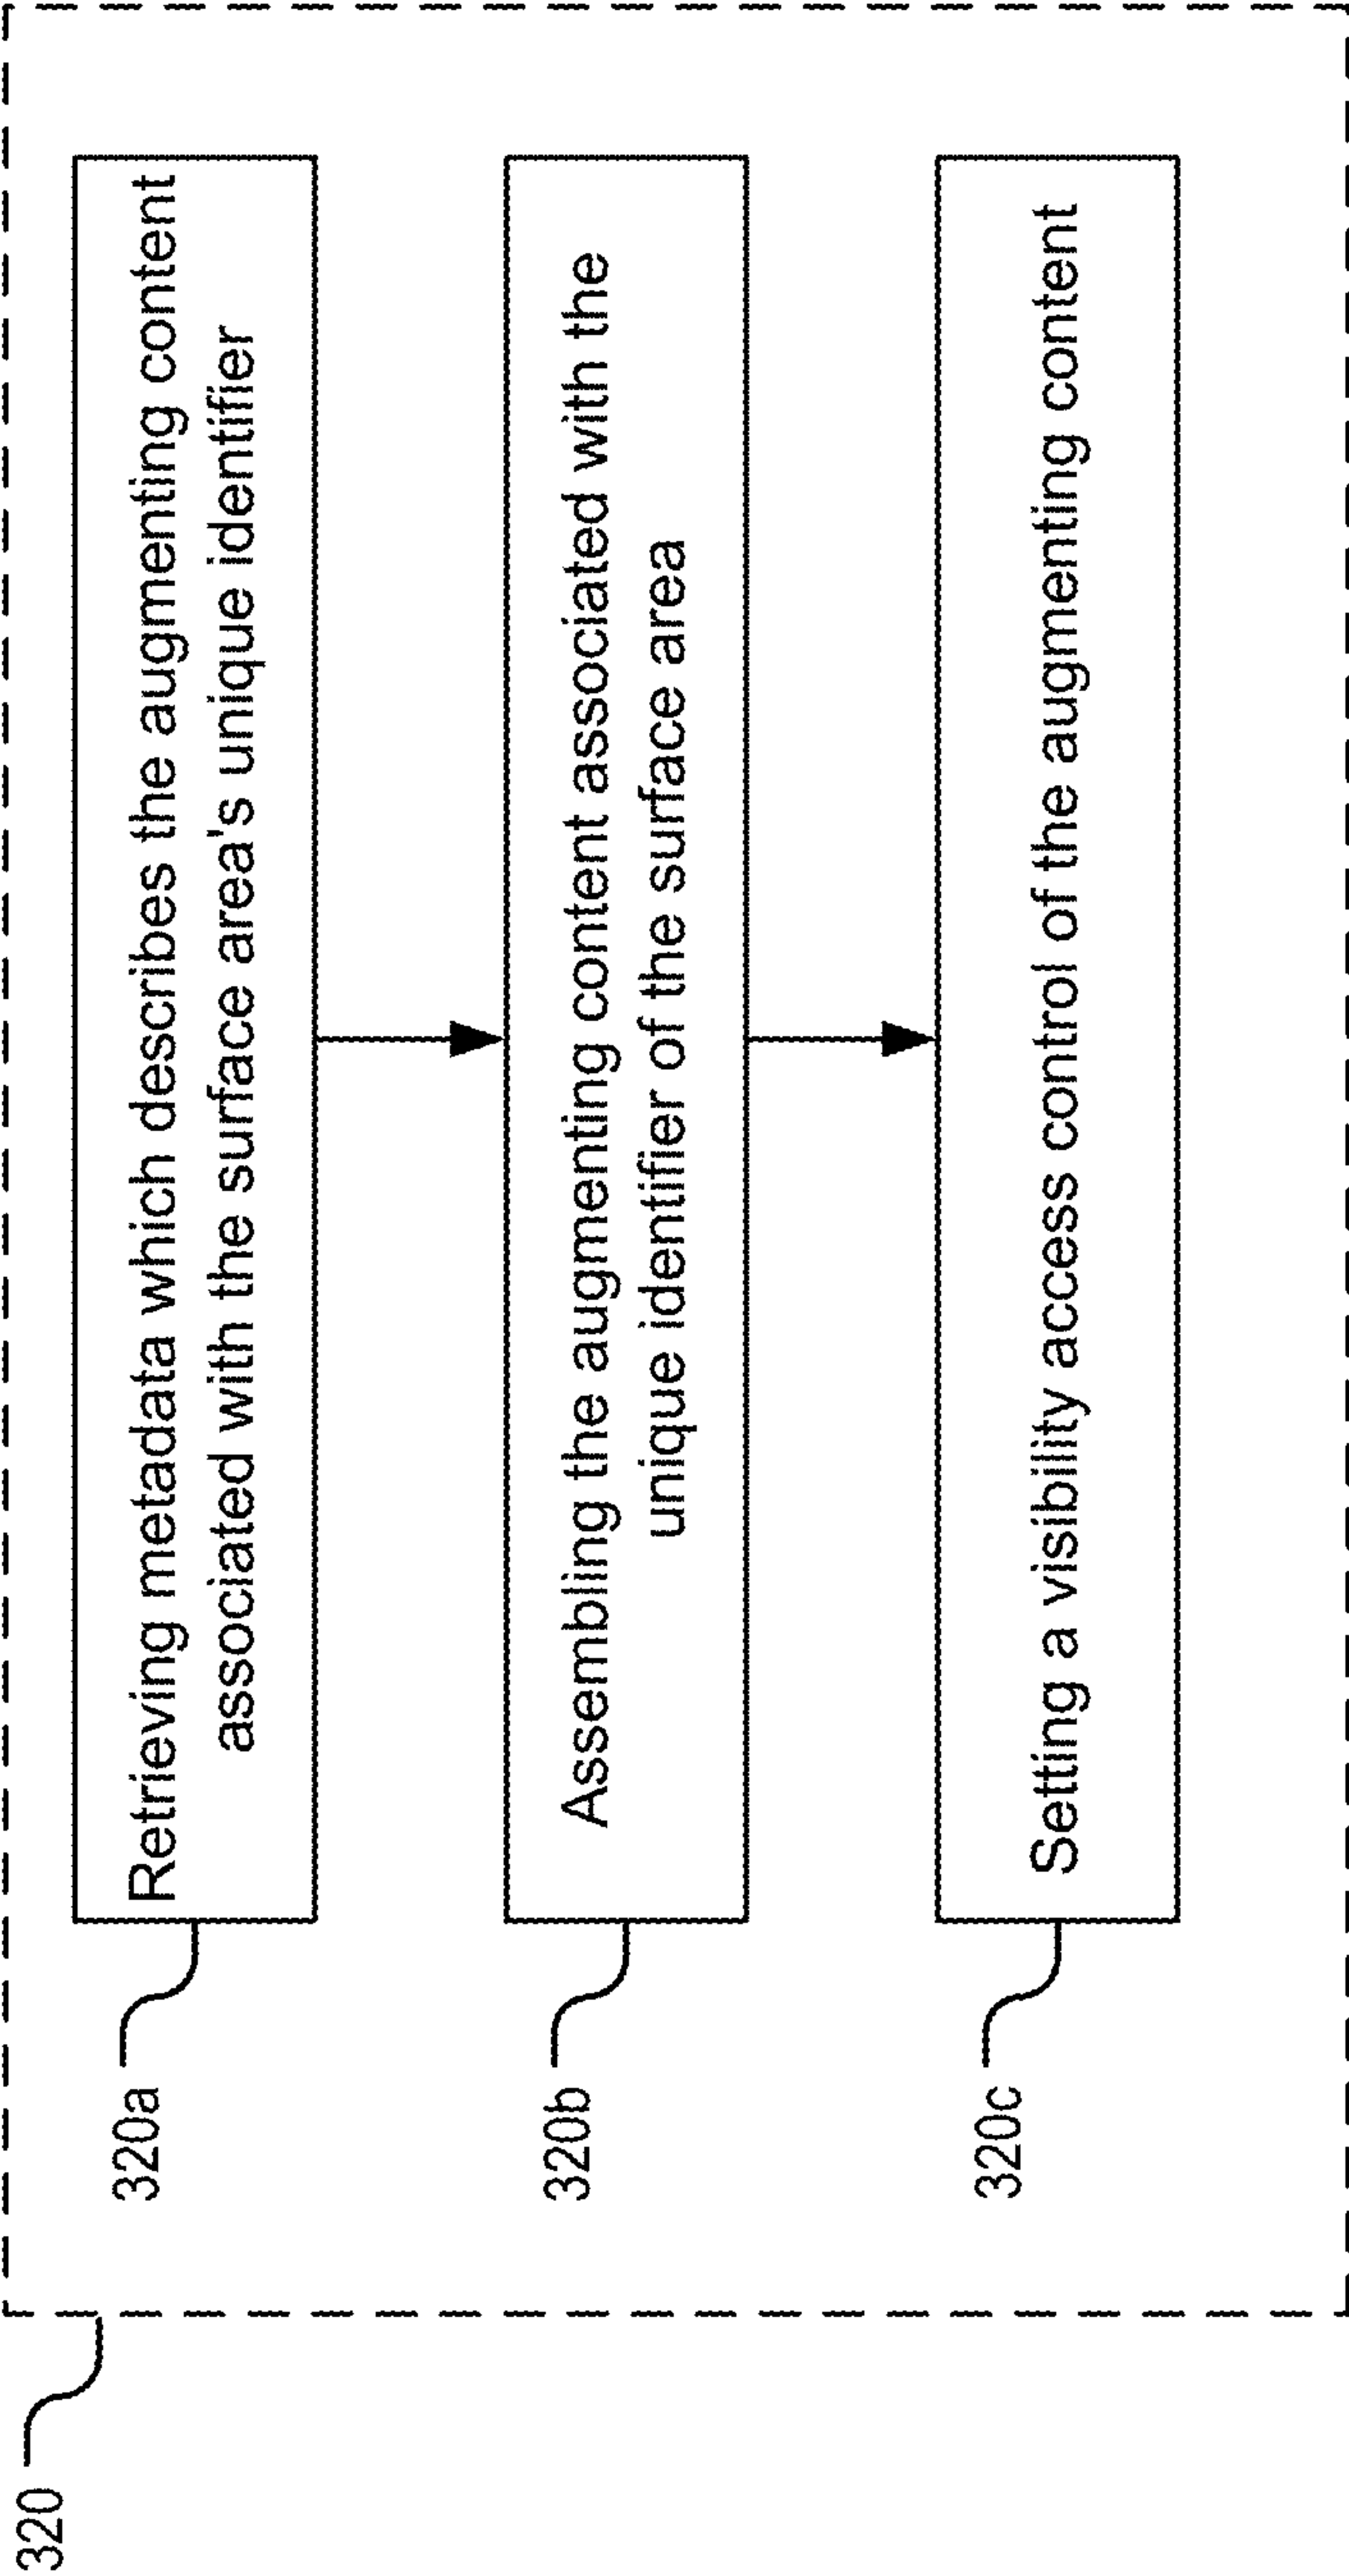 320
320a
Retrieving metadata which describes the augmenting content
associated with the surface area's unique identifier
320b
Assembling the augmenting content associated with the
unique identifier of the surface area
320c
Setting a visibility access control of the augmenting content